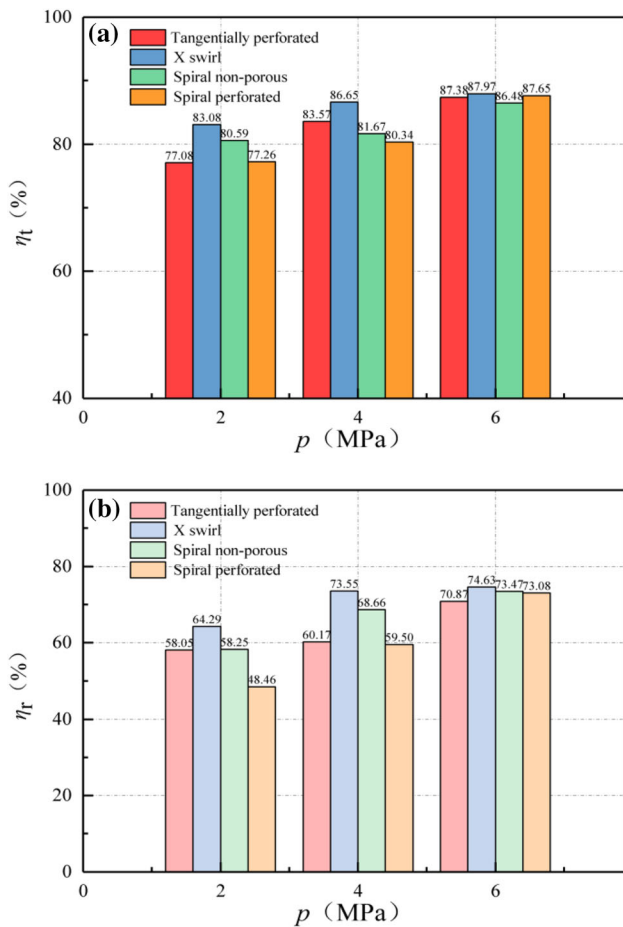 (a)
Tangentially perforated
X swirl
Spiral non-porous
Spiral perforated
100
80
60
40
ηt (%)
77.08 83.08 80.59 77.26
83.57 86.65 81.67 80.34
87.38 87.97 86.48 87.65
0 2 4 6
p (MPa)
(b)
Tangentially perforated
X swirl
Spiral non-porous
Spiral perforated
100
80
60
40
20
0
ηr (%)
58.05 64.29 58.25 48.46
60.17 73.55 68.66 59.50
70.87 74.63 73.47 73.08
0 2 4 6
p (MPa)